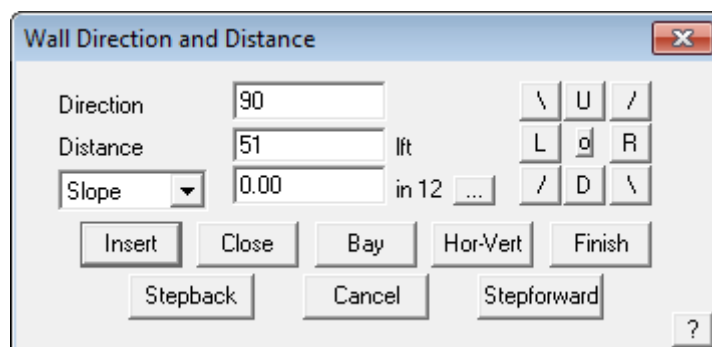 Wall Direction and Distance
Direction 90 \ U /
Distance 51 lft L o R
Slope 0.00 in 12 ... / D \
Insert Close Bay Hor-Vert Finish
Stepback Cancel Stepforward
?